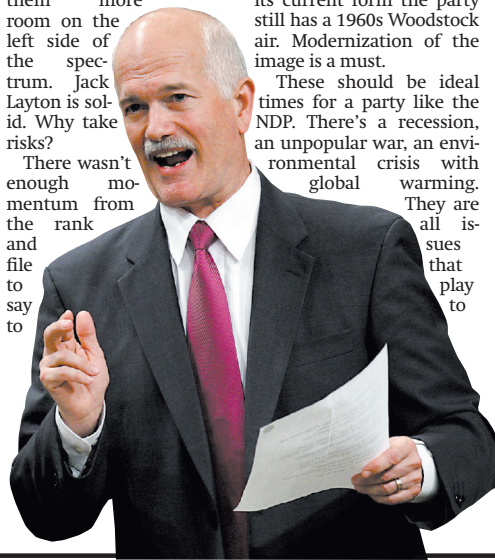 them more
room on the
left side of
the spec-
trum. Jack
Layton is sol-
id. Why take
risks?
There wasn't
enough mo-
mentum from
the rank
and
file
to
say
to
its current form the party
still has a 1960s Woodstock
air. Modernization of the
image is a must.
These should be ideal
times for a party like the
NDP. There's a recession,
an unpopular war, an envi-
ronmental crisis with
global warming.
They are
all is-
sues
that
play
to